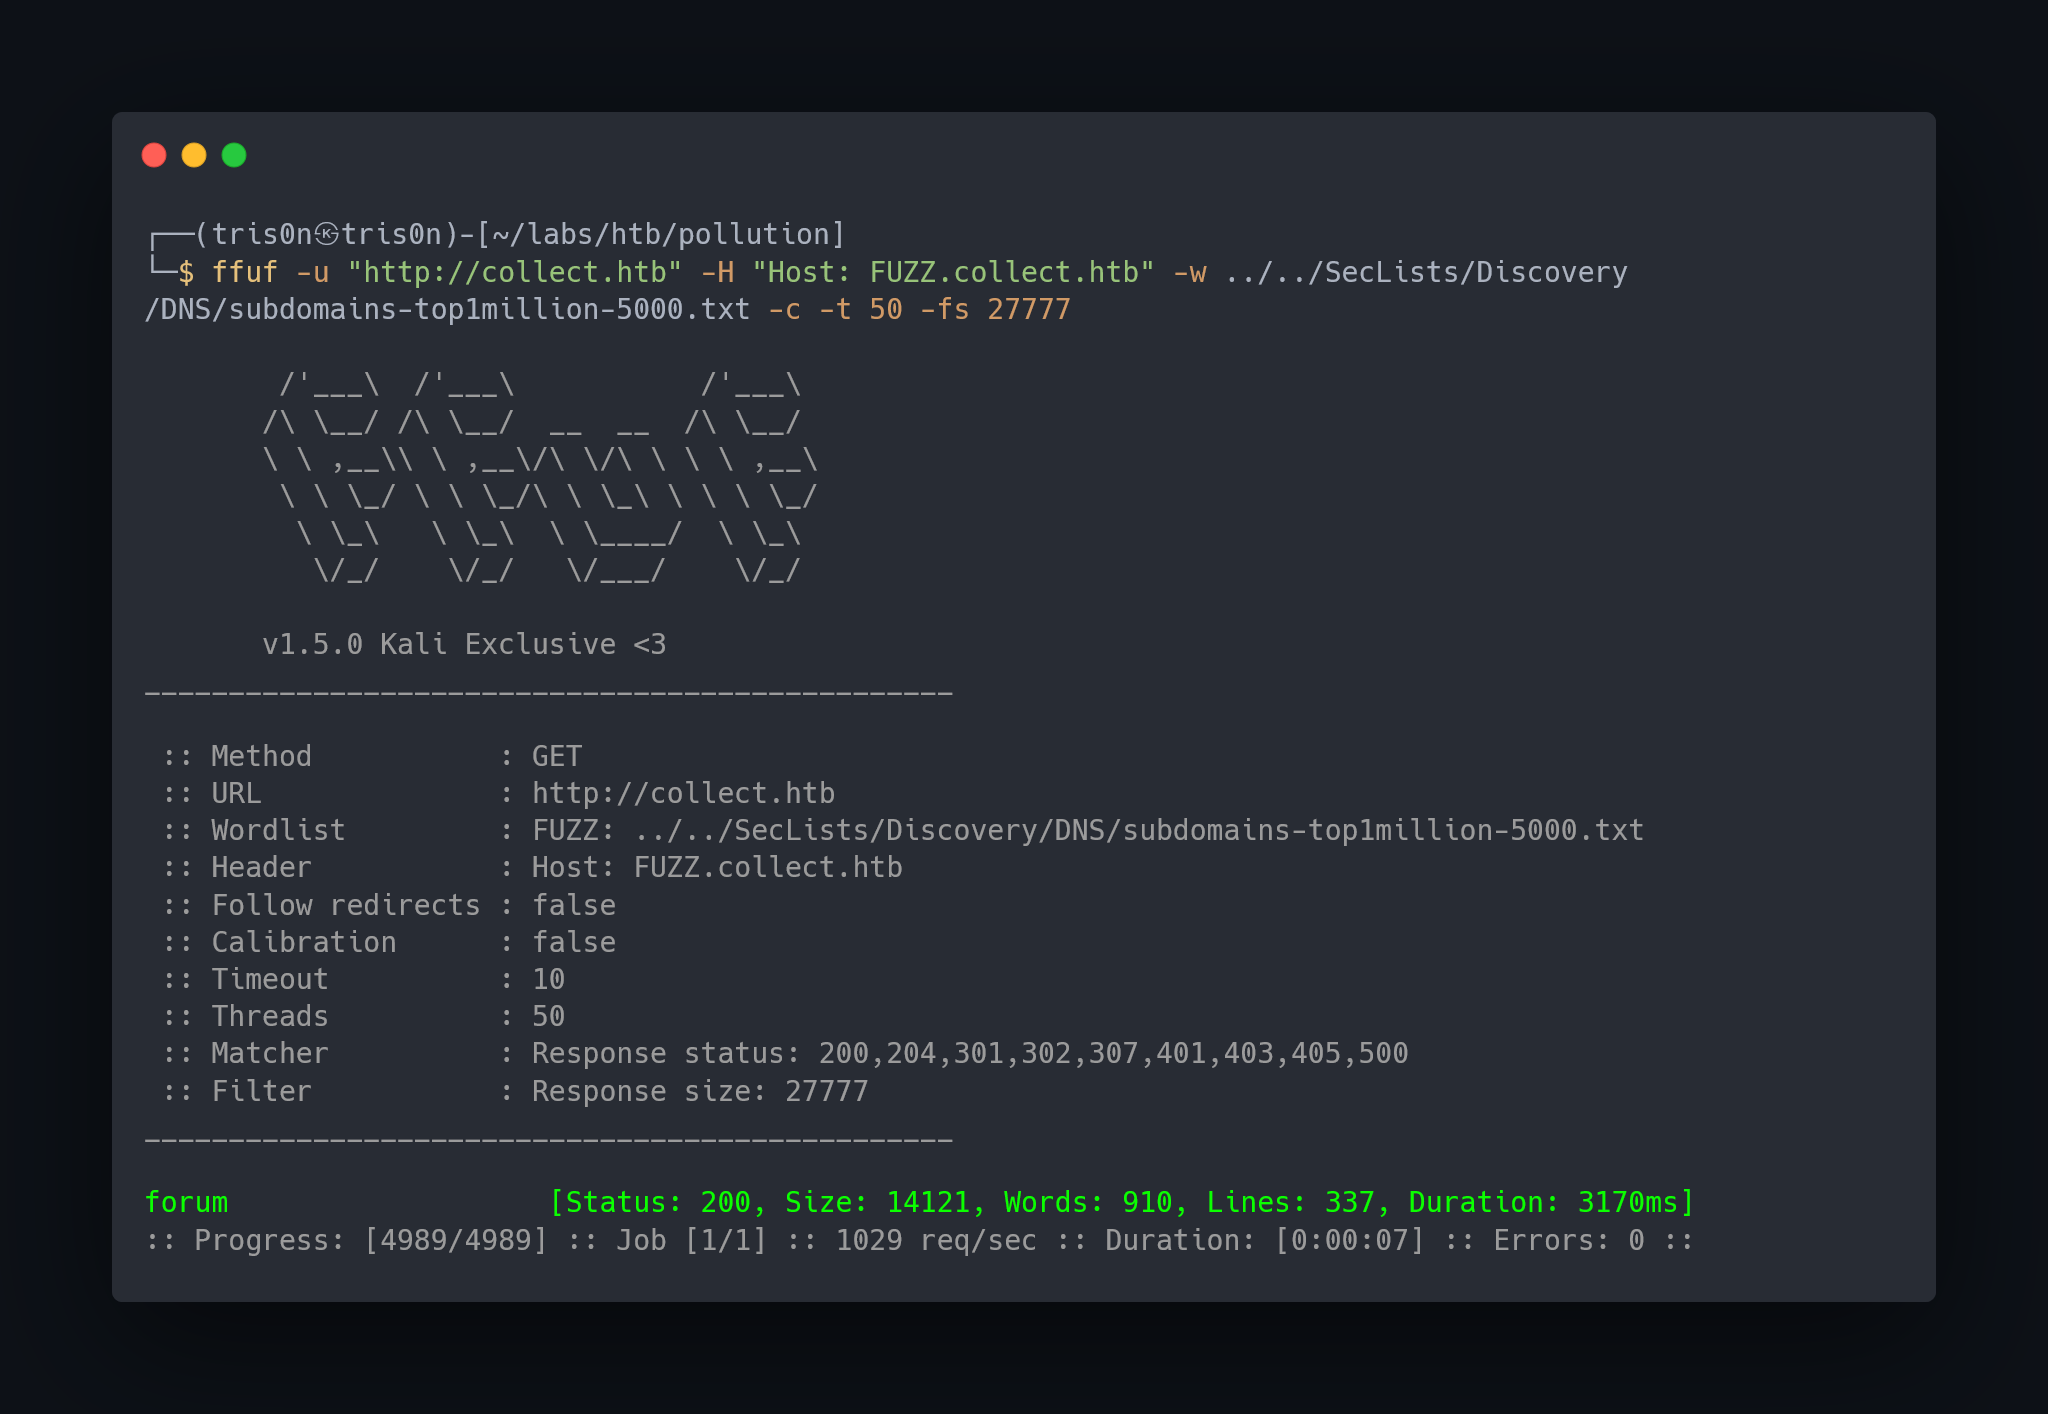 ┌──(tris0n㉿tris0n)-[~/labs/htb/pollution]
└─$ ffuf -u "http://collect.htb" -H "Host: FUZZ.collect.htb" -w ../../SecLists/Discovery
/DNS/subdomains-top1million-5000.txt -c -t 50 -fs 27777

        /'___\  /'___\           /'___\
       /\ \__/ /\ \__/  __  __  /\ \__/
       \ \ ,__\\ \ ,__\/\ \/\ \ \ \ ,__\
        \ \ \_/ \ \ \_/\ \ \_\ \ \ \ \_/
         \ \_\   \ \_\  \ \____/  \ \_\
          \/_/    \/_/   \/___/    \/_/

       v1.5.0 Kali Exclusive <3
________________________________________________

 :: Method           : GET
 :: URL              : http://collect.htb
 :: Wordlist         : FUZZ: ../../SecLists/Discovery/DNS/subdomains-top1million-5000.txt
 :: Header           : Host: FUZZ.collect.htb
 :: Follow redirects : false
 :: Calibration      : false
 :: Timeout          : 10
 :: Threads          : 50
 :: Matcher          : Response status: 200,204,301,302,307,401,403,405,500
 :: Filter           : Response size: 27777
________________________________________________

forum                   [Status: 200, Size: 14121, Words: 910, Lines: 337, Duration: 3170ms]
:: Progress: [4989/4989] :: Job [1/1] :: 1029 req/sec :: Duration: [0:00:07] :: Errors: 0 ::